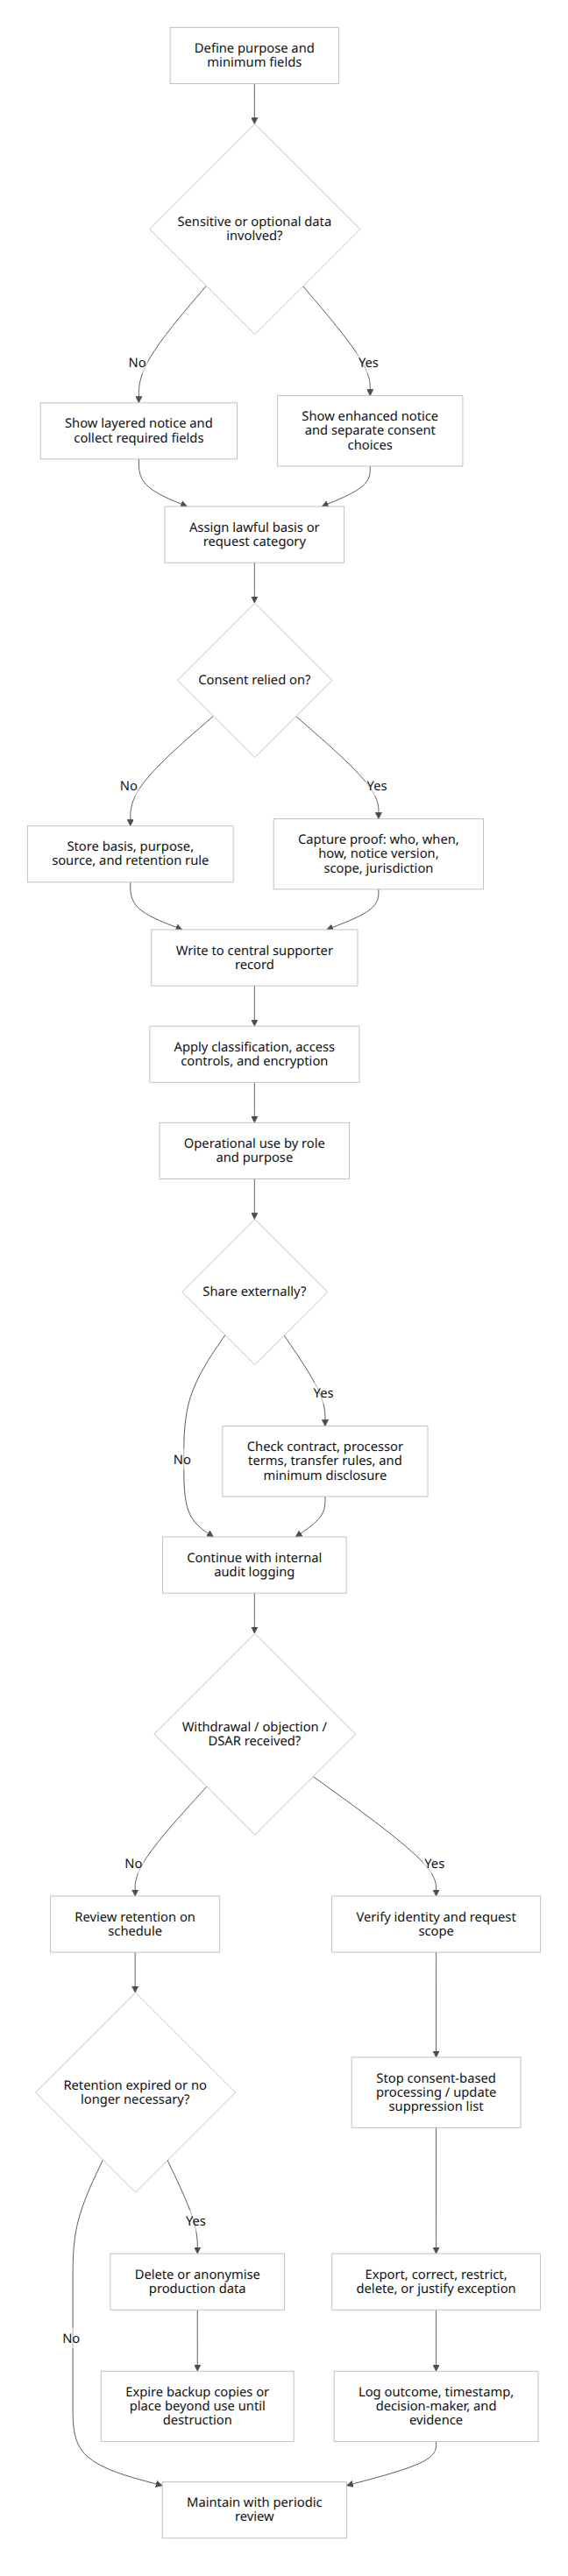 Define purpose and
minimum fields
Sensitive or optional data
involved?
No
Yes
Show layered notice and
collect required fields
Show enhanced notice
and separate consent
choices
Assign lawful basis or
request category
Consent relied on?
No
Yes
Store basis, purpose,
source, and retention rule
Capture proof: who, when,
how, notice version,
scope, jurisdiction
Write to central supporter
record
Apply classification, access
controls, and encryption
Operational use by role
and purpose
Share externally?
Yes
No
Check contract, processor
terms, transfer rules, and
minimum disclosure
Continue with internal
audit logging
Withdrawal / objection /
DSAR received?
No
Yes
Review retention on
schedule
Verify identity and request
scope
Retention expired or no
longer necessary?
Stop consent-based
processing / update
suppression list
Yes
Delete or anonymise
production data
Export, correct, restrict,
delete, or justify exception
No
Expire backup copies or
place beyond use until
destruction
Log outcome, timestamp,
decision-maker, and
evidence
Maintain with periodic
review